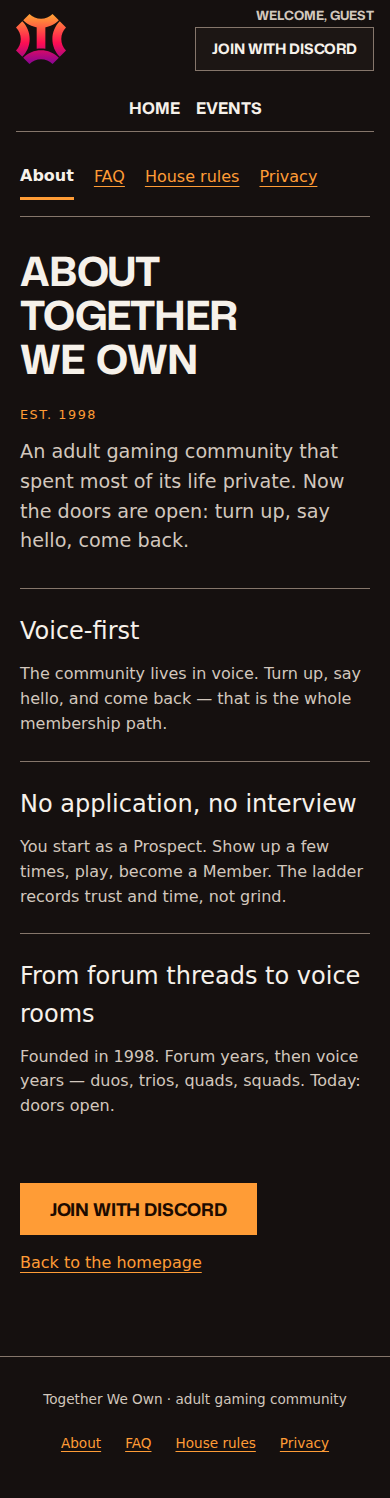 WELCOME, GUEST
JOIN WITH DISCORD
HOME EVENTS
About FAQ House rules Privacy
ABOUT
TOGETHER
WE OWN
EST. 1998
An adult gaming community that
spent most of its life private. Now
the doors are open: turn up, say
hello, come back.
Voice-first
The community lives in voice. Turn up, say
hello, and come back — that is the whole
membership path.
No application, no interview
You start as a Prospect. Show up a few
times, play, become a Member. The ladder
records trust and time, not grind.
From forum threads to voice
rooms
Founded in 1998. Forum years, then voice
years — duos, trios, quads, squads. Today:
doors open.
JOIN WITH DISCORD
Back to the homepage
Together We Own · adult gaming community
About FAQ House rules Privacy